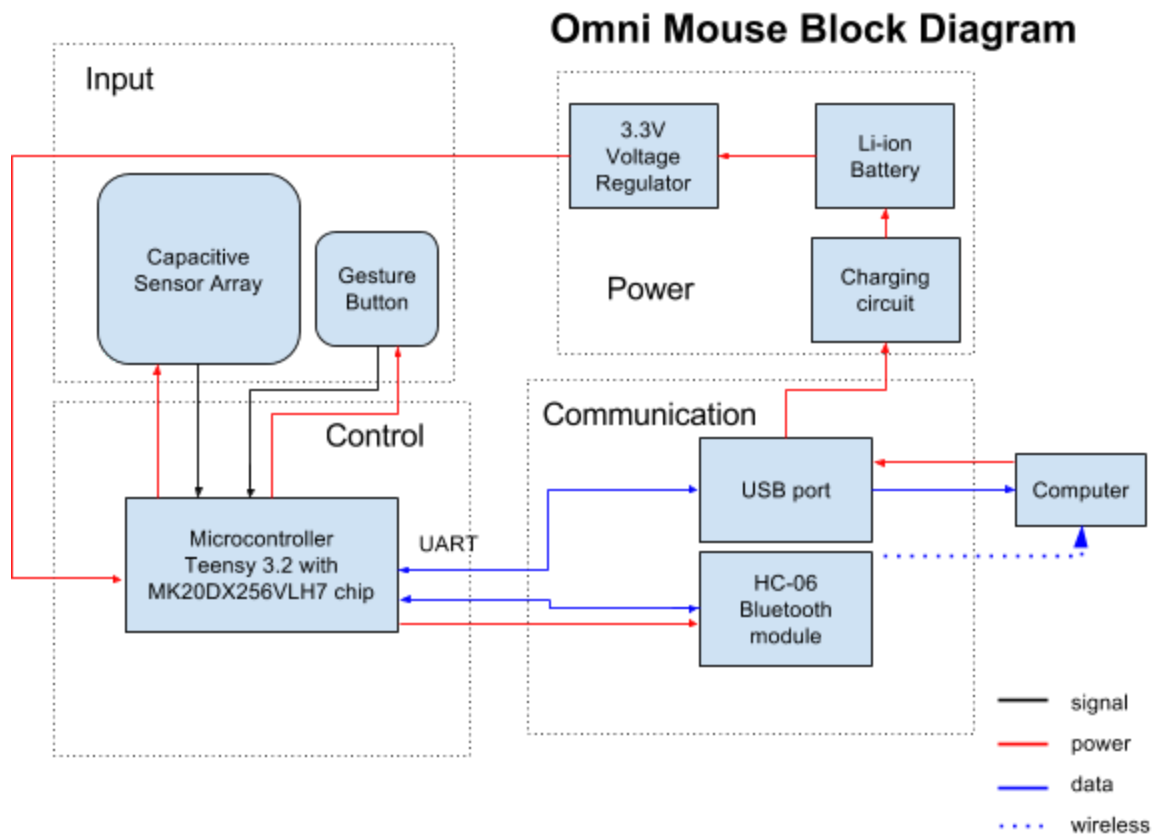 Omni Mouse Block Diagram
Input
3.3V
Voltage
Regulator
Li-ion
Battery
Capacitive
Sensor Array
Gesture
Button
Power
Charging
circuit
Control
Communication
USB port
Computer
Microcontroller
Teensy 3.2 with
MK20DX256VLH7 chip
UART
HC-06
Bluetooth
module
signal
power
data
wireless